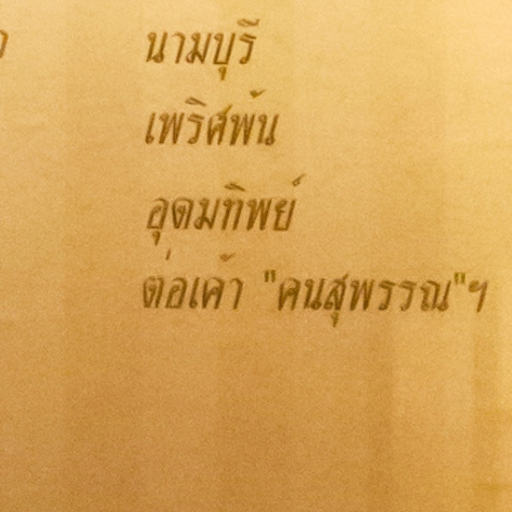 นามบุรี
เพริศพ้น
อุดมทิพย์
ต่อเค้า "คนสุพรรณ"ฯ